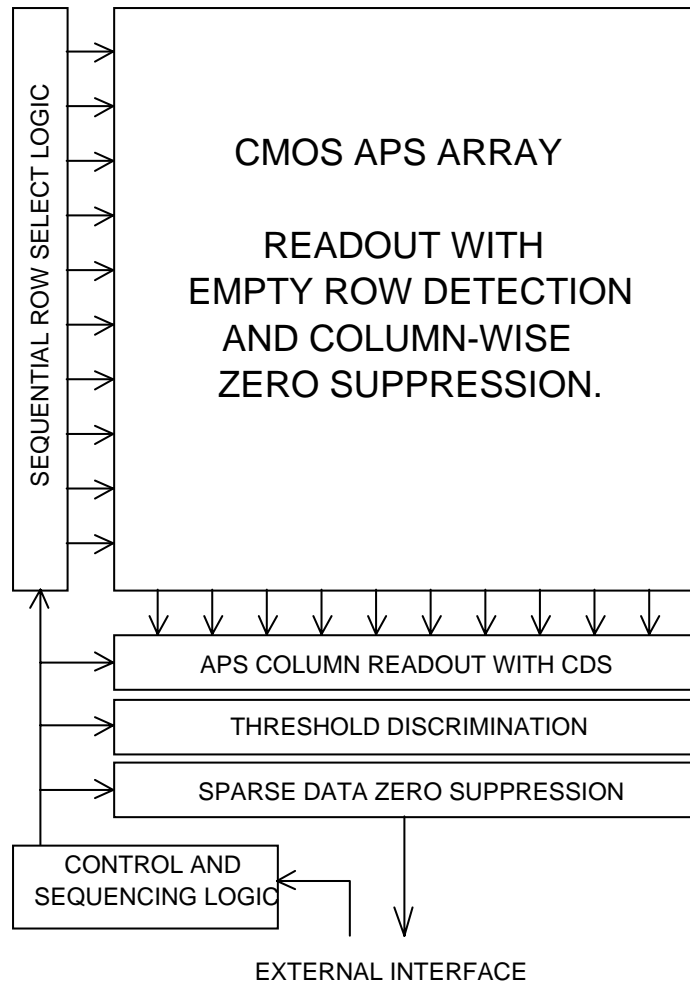 SEQUENTIAL ROW SELECT LOGIC
CMOS APS ARRAY
READOUT WITH
EMPTY ROW DETECTION
AND COLUMN-WISE
ZERO SUPPRESSION.
APS COLUMN READOUT WITH CDS
THRESHOLD DISCRIMINATION
SPARSE DATA ZERO SUPPRESSION
CONTROL AND
SEQUENCING LOGIC
EXTERNAL INTERFACE